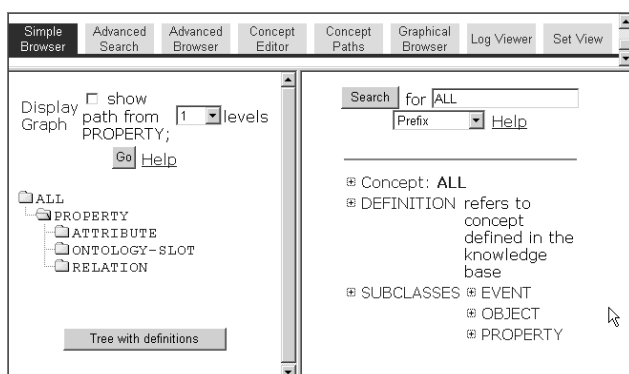 Simple Browser
Advanced Search
Advanced Browser
Concept Editor
Concept Paths
Graphical Browser
Log Viewer
Set View
Display Graph
show path from PROPERTY;
1 levels
Go Help
ALL
PROPERTY
ATTRIBUTE
ONTOLOGY-SLOT
RELATION
Tree with definitions
Search for ALL
Prefix Help
Concept: ALL
DEFINITION refers to
concept
defined in the
knowledge
base
SUBCLASSES EVENT
OBJECT
PROPERTY